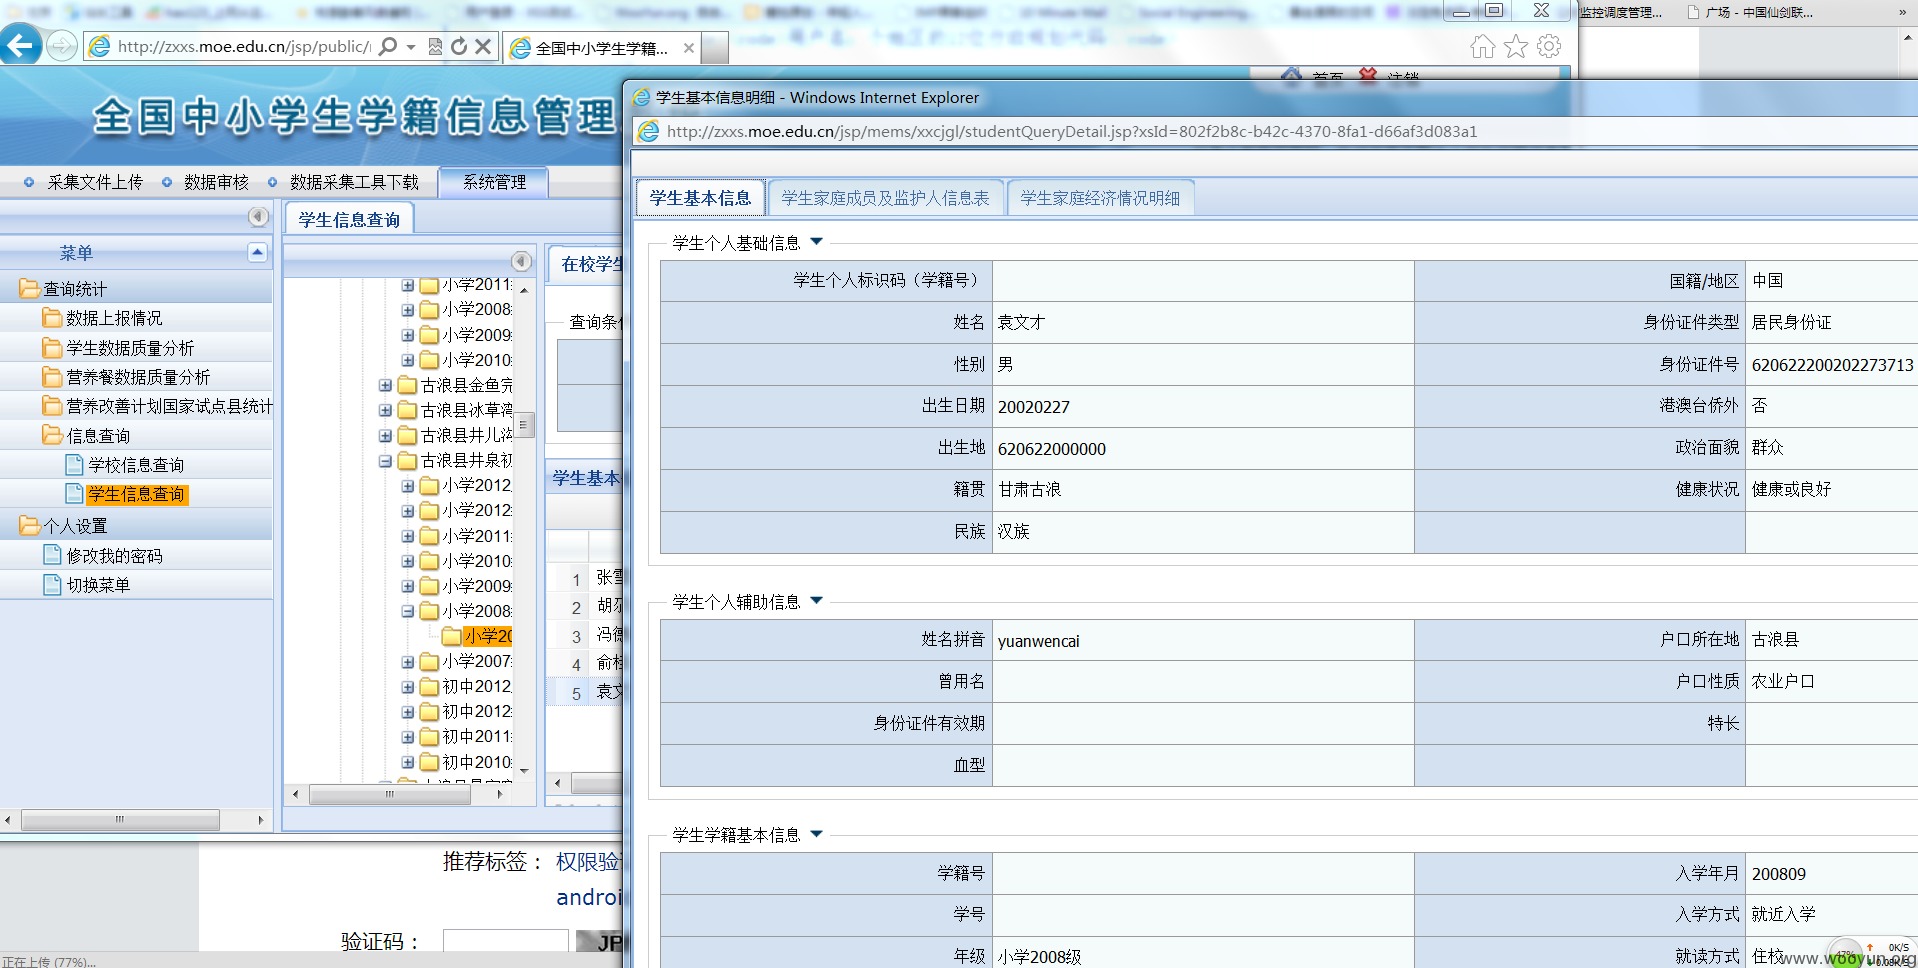 监控调度管理...
广场 - 中国仙剑联...
http://zxxs.moe.edu.cn/jsp/public/
全国中小学生学籍...
首页 注销
全国中小学生学籍信息管理
采集文件上传 数据审核 数据采集工具下载 系统管理
菜单
查询统计
数据上报情况
学生数据质量分析
营养餐数据质量分析
营养改善计划国家试点县统计
信息查询
学校信息查询
学生信息查询
个人设置
修改我的密码
切换菜单
学生信息查询
小学2011
小学2008
小学2009
小学2010
古浪县金鱼完
古浪县冰草湾
古浪县井儿沟
古浪县井泉初
小学2012
小学2012
小学2011
小学2010
小学2009
小学2008
小学20
小学2007
初中2012
初中2012
初中2011
初中2010
在校学生
查询条件
学生基本
1 张雪
2 胡
3 冯德
4 俞
5 袁文
学生基本信息明细 - Windows Internet Explorer
http://zxxs.moe.edu.cn/jsp/mems/xxcjgl/studentQueryDetail.jsp?xsId=802f2b8c-b42c-4370-8fa1-d66af3d083a1
学生基本信息 学生家庭成员及监护人信息表 学生家庭经济情况明细
学生个人基础信息
学生个人标识码（学籍号） 国籍/地区 中国
姓名 袁文才 身份证件类型 居民身份证
性别 男 身份证件号 620622200202273713
出生日期 20020227 港澳台侨外 否
出生地 620622000000 政治面貌 群众
籍贯 甘肃古浪 健康状况 健康或良好
民族 汉族
学生个人辅助信息
姓名拼音 yuanwencai 户口所在地 古浪县
曾用名 户口性质 农业户口
身份证件有效期 特长
血型
学生学籍基本信息
学籍号 入学年月 200809
学号 入学方式 就近入学
年级 小学2008级 就读方式 住校
推荐标签： 权限验
androi
验证码： JP
正在上传 (77%)...
47% 0K/S
0.08K/S
www.wooyun.org